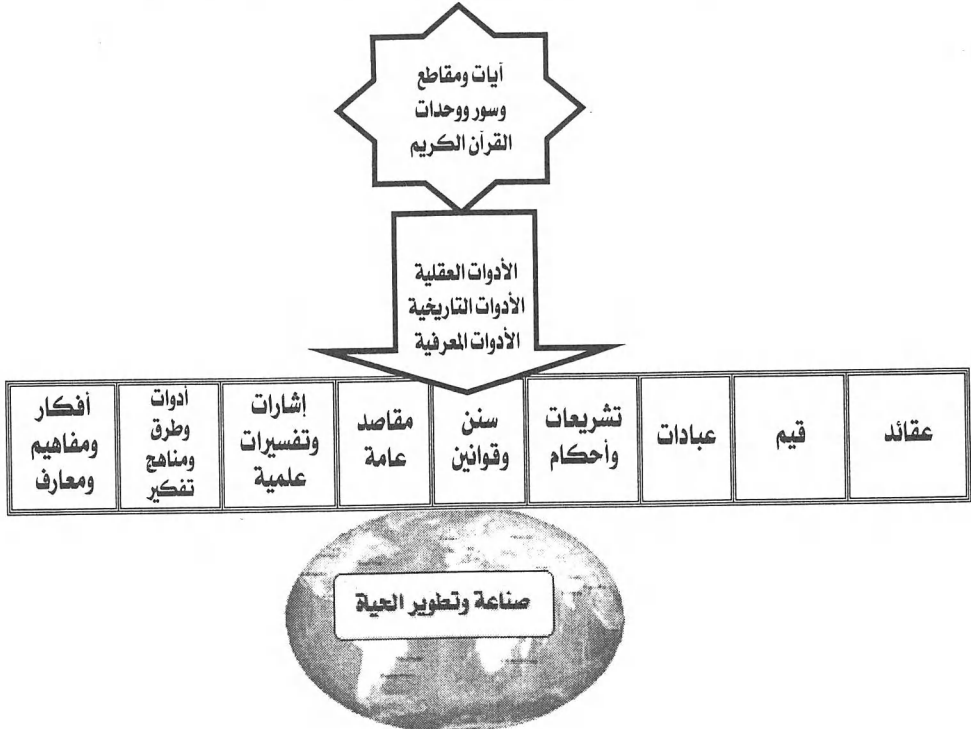 آيات ومقاطع
وسور ووحدات
القرآن الكريم
الأدوات العقلية
الأدوات التاريخية
الأدوات المعرفية
عقائد
قيم
عبادات
تشريعات
وأحكام
سنن
وقوانين
مقاصد
عامة
إشارات
وتفسيرات
علمية
أدوات
وطرق
ومناهج
تفكير
أفكار
ومفاهيم
ومعارف
صناعة وتطوير الحياة